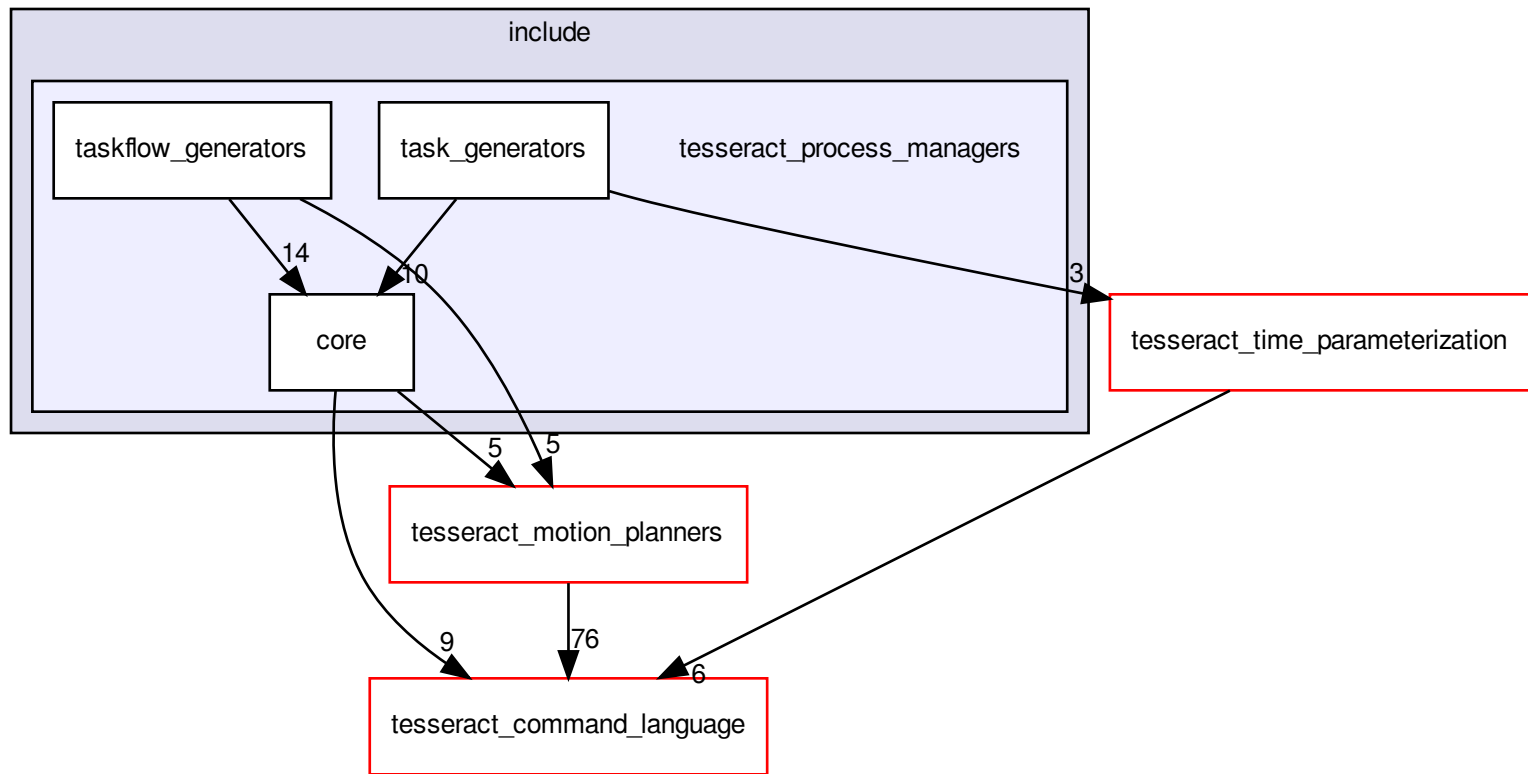 include
taskflow_generators
task_generators
tesseract_process_managers
14
10
3
core
tesseract_time_parameterization
5
5
tesseract_motion_planners
9
76
6
tesseract_command_language